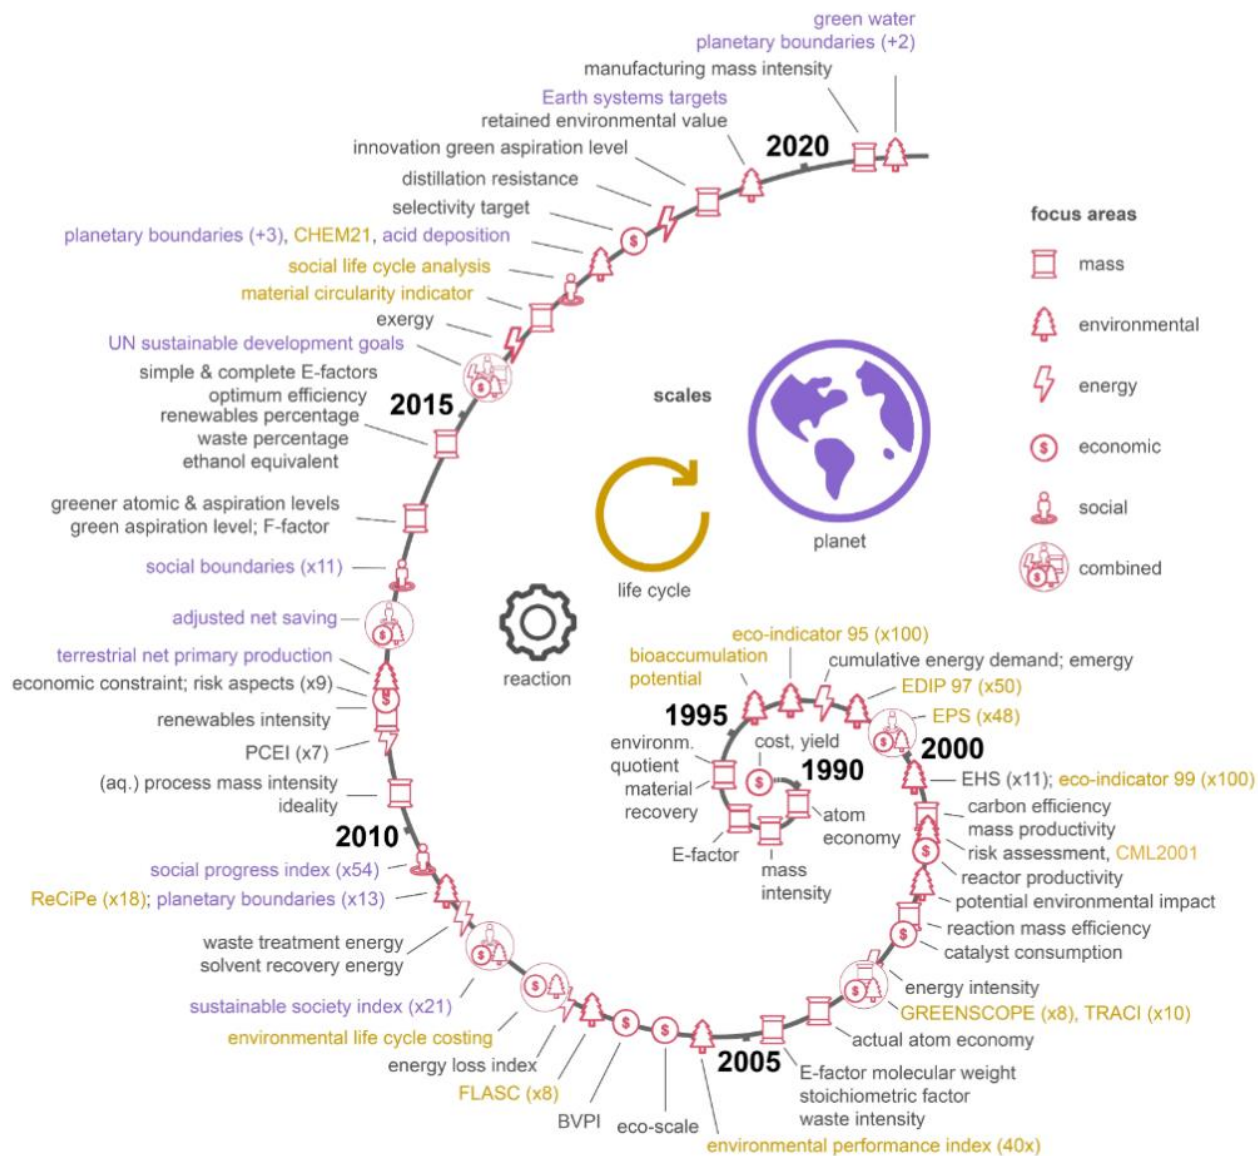 green water
planetary boundaries (+2)
manufacturing mass intensity
Earth systems targets
retained environmental value
innovation green aspiration level
2020
distillation resistance
selectivity target
planetary boundaries (+3), CHEM21, acid deposition
social life cycle analysis
material circularity indicator
exergy
UN sustainable development goals
simple & complete E-factors
optimum efficiency
renewables percentage
waste percentage
ethanol equivalent
2015
greener atomic & aspiration levels
green aspiration level; F-factor
social boundaries (x11)
adjusted net saving
terrestrial net primary production
economic constraint; risk aspects (x9)
renewables intensity
PCEI (x7)
(aq.) process mass intensity
ideality
2010
social progress index (x54)
ReCiPe (x18); planetary boundaries (x13)
waste treatment energy
solvent recovery energy
sustainable society index (x21)
environmental life cycle costing
energy loss index
FLASC (x8)
BVPI
eco-scale
environmental performance index (40x)
2005
E-factor molecular weight
stoichiometric factor
waste intensity
actual atom economy
GREENSCOPE (x8), TRACI (x10)
energy intensity
catalyst consumption
reaction mass efficiency
potential environmental impact
reactor productivity
risk assessment, CML2001
mass productivity
carbon efficiency
EHS (x11); eco-indicator 99 (x100)
2000
EPS (x48)
EDIP 97 (x50)
cumulative energy demand; emergy
eco-indicator 95 (x100)
bioaccumulation
potential
1995
environm.
quotient
material
recovery
E-factor
mass
intensity
atom
economy
1990
cost, yield
scales
reaction
life cycle
planet
focus areas
mass
environmental
energy
$ economic
social
$ combined